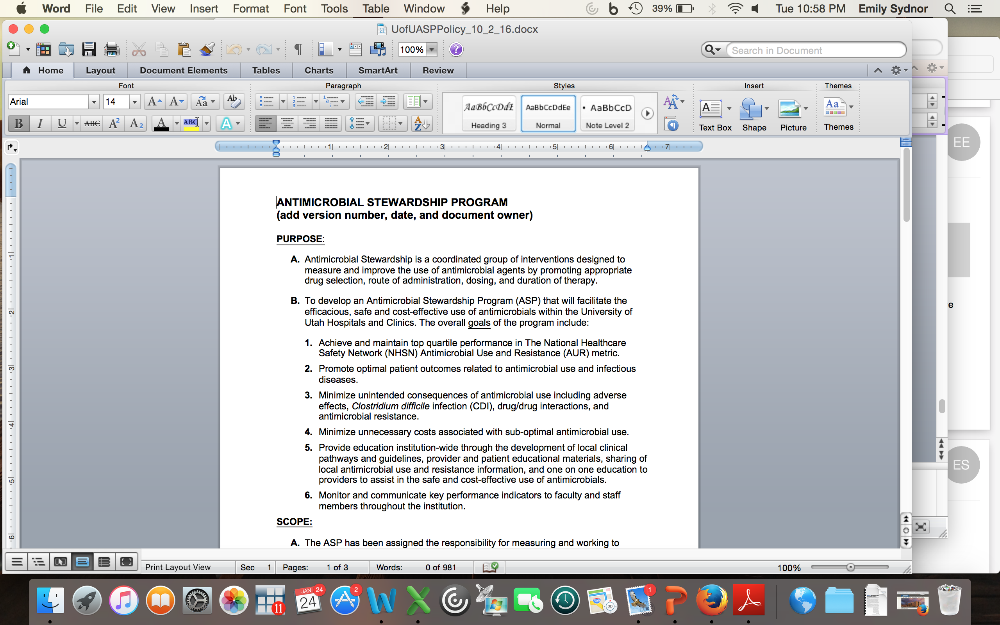 Word File Edit View Insert Format Font Tools Table Window Help 39% Tue 10:58 PM Emily Sydnor
UofUASPPolicy_10_2_16.docx
100% Search in Document
Home Layout Document Elements Tables Charts SmartArt Review
Font Paragraph Styles Insert Themes
Arial 14
AaBbCcDdE AaBbCcDdEe • AaBbCcD
Heading 3 Normal Note Level 2
Text Box Shape Picture Themes
1 2 3 4 5 6 7
EE
ANTIMICROBIAL STEWARDSHIP PROGRAM
(add version number, date, and document owner)
PURPOSE:
A. Antimicrobial Stewardship is a coordinated group of interventions designed to
measure and improve the use of antimicrobial agents by promoting appropriate
drug selection, route of administration, dosing, and duration of therapy.
B. To develop an Antimicrobial Stewardship Program (ASP) that will facilitate the
efficacious, safe and cost-effective use of antimicrobials within the University of
Utah Hospitals and Clinics. The overall goals of the program include:
1. Achieve and maintain top quartile performance in The National Healthcare
Safety Network (NHSN) Antimicrobial Use and Resistance (AUR) metric.
2. Promote optimal patient outcomes related to antimicrobial use and infectious
diseases.
3. Minimize unintended consequences of antimicrobial use including adverse
effects, Clostridium difficile infection (CDI), drug/drug interactions, and
antimicrobial resistance.
4. Minimize unnecessary costs associated with sub-optimal antimicrobial use.
5. Provide education institution-wide through the development of local clinical
pathways and guidelines, provider and patient educational materials, sharing of
local antimicrobial use and resistance information, and one on one education to
providers to assist in the safe and cost-effective use of antimicrobials.
6. Monitor and communicate key performance indicators to faculty and staff
members throughout the institution.
SCOPE:
A. The ASP has been assigned the responsibility for measuring and working to
ES
Print Layout View Sec 1 Pages: 1 of 3 Words: 0 of 981 100%
11 JAN 24 24 2 1